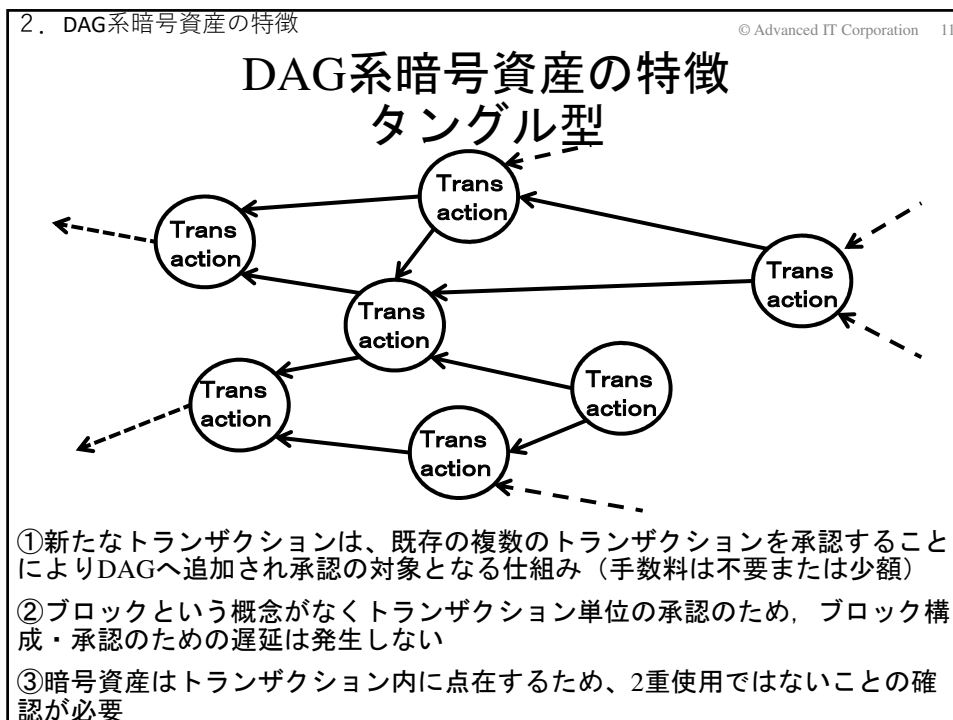 ２．DAG系暗号資産の特徴
© Advanced IT Corporation 11
DAG系暗号資産の特徴
タングル型
Trans
action
Trans
action
Trans
action
Trans
action
Trans
action
Trans
action
Trans
action
①新たなトランザクションは、既存の複数のトランザクションを承認すること
によりDAGへ追加され承認の対象となる仕組み（手数料は不要または少額）
②ブロックという概念がなくトランザクション単位の承認のため，ブロック構
成・承認のための遅延は発生しない
③暗号資産はトランザクション内に点在するため、2重使用ではないことの確
認が必要